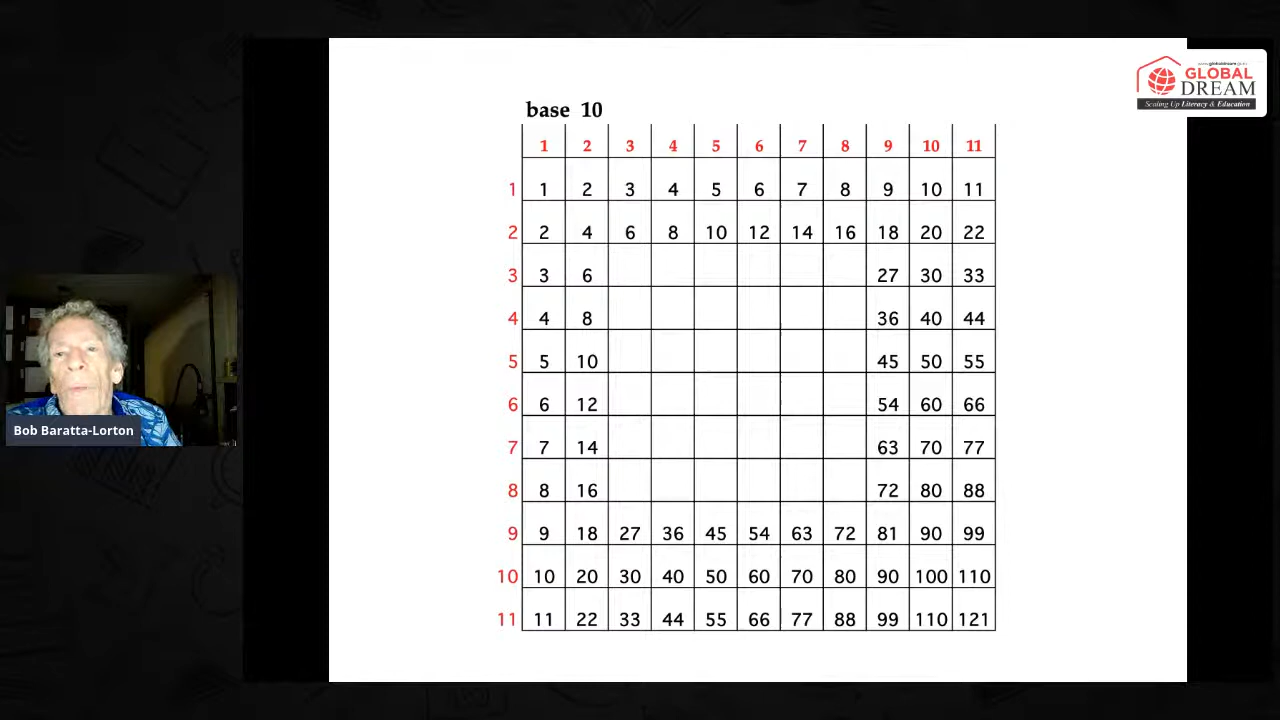 GLOBAL
DREAM
Scaling Up Literacy & Education
base 10
1 2 3 4 5 6 7 8 9 10 11
1 1 2 3 4 5 6 7 8 9 10 11
2 2 4 6 8 10 12 14 16 18 20 22
3 3 6 27 30 33
4 4 8 36 40 44
5 5 10 45 50 55
6 6 12 54 60 66
7 7 14 63 70 77
8 8 16 72 80 88
9 9 18 27 36 45 54 63 72 81 90 99
10 10 20 30 40 50 60 70 80 90 100 110
11 11 22 33 44 55 66 77 88 99 110 121
Bob Baratta-Lorton